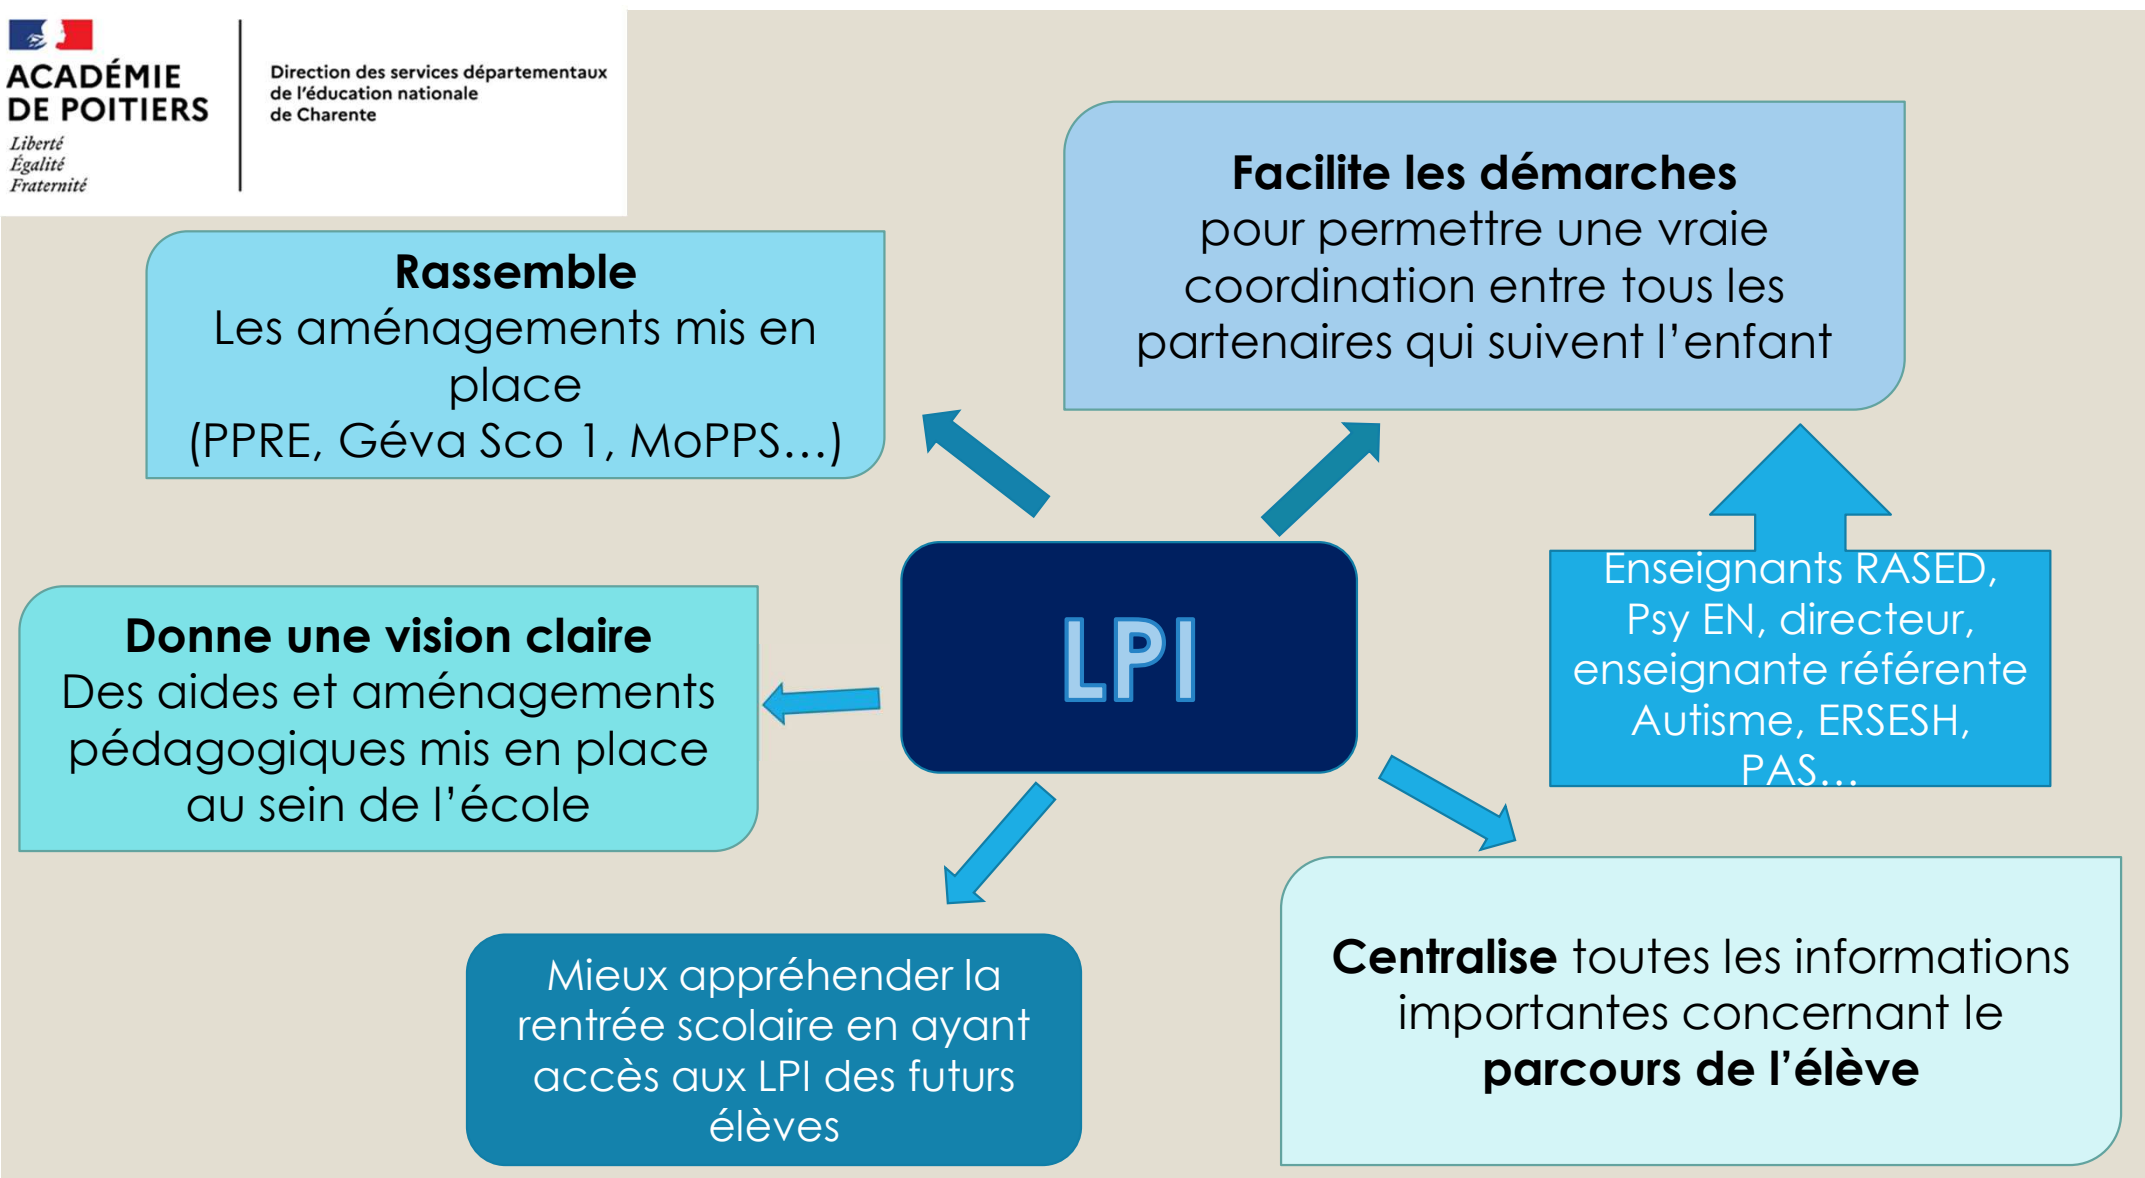 ACADÉMIE
DE POITIERS
Liberté
Égalité
Fraternité
Direction des services départementaux
de l'éducation nationale
de Charente
Facilite les démarches
pour permettre une vraie
coordination entre tous les
partenaires qui suivent l'enfant
Rassemble
Les aménagements mis en
place
(PPRE, Géva Sco 1, MoPPS...)
Enseignants RASED,
Psy EN, directeur,
enseignante référente
Autisme, ERSESH,
PAS...
LPI
Donne une vision claire
Des aides et aménagements
pédagogiques mis en place
au sein de l'école
Mieux appréhender la
rentrée scolaire en ayant
accès aux LPI des futurs
élèves
Centralise toutes les informations
importantes concernant le
parcours de l'élève